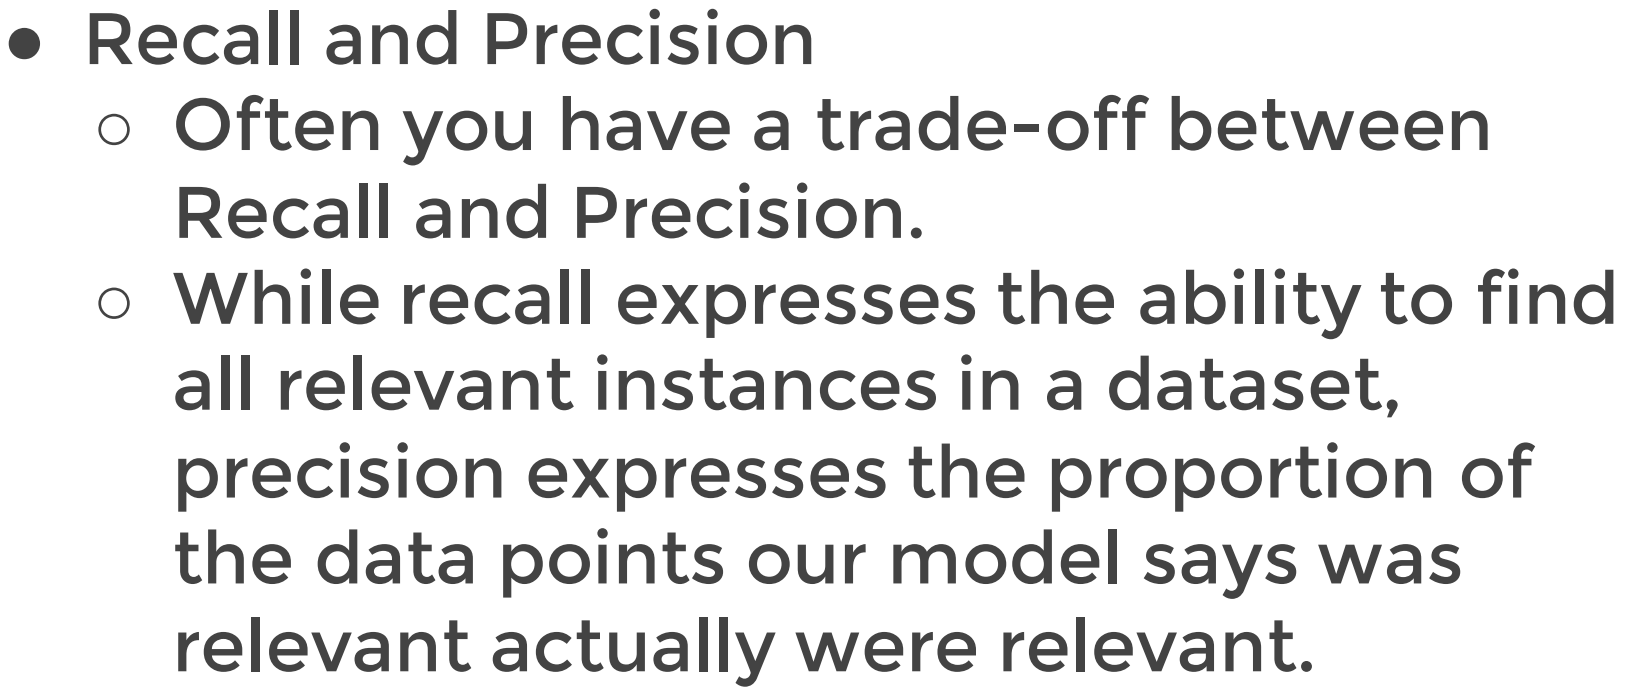 ● Recall and Precision
○ Often you have a trade-off between
Recall and Precision.
○ While recall expresses the ability to find
all relevant instances in a dataset,
precision expresses the proportion of
the data points our model says was
relevant actually were relevant.